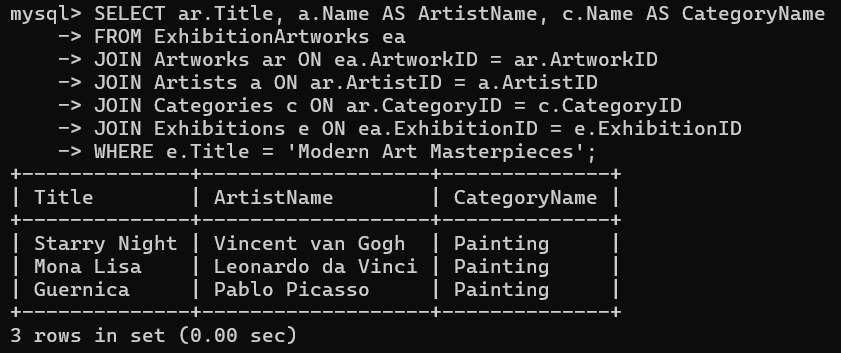 mysql> SELECT ar.Title, a.Name AS ArtistName, c.Name AS CategoryName
    -> FROM ExhibitionArtworks ea
    -> JOIN Artworks ar ON ea.ArtworkID = ar.ArtworkID
    -> JOIN Artists a ON ar.ArtistID = a.ArtistID
    -> JOIN Categories c ON ar.CategoryID = c.CategoryID
    -> JOIN Exhibitions e ON ea.ExhibitionID = e.ExhibitionID
    -> WHERE e.Title = 'Modern Art Masterpieces';
+--------------+-------------------+--------------+
| Title        | ArtistName        | CategoryName |
+--------------+-------------------+--------------+
| Starry Night | Vincent van Gogh  | Painting     |
| Mona Lisa    | Leonardo da Vinci | Painting     |
| Guernica     | Pablo Picasso     | Painting     |
+--------------+-------------------+--------------+
3 rows in set (0.00 sec)